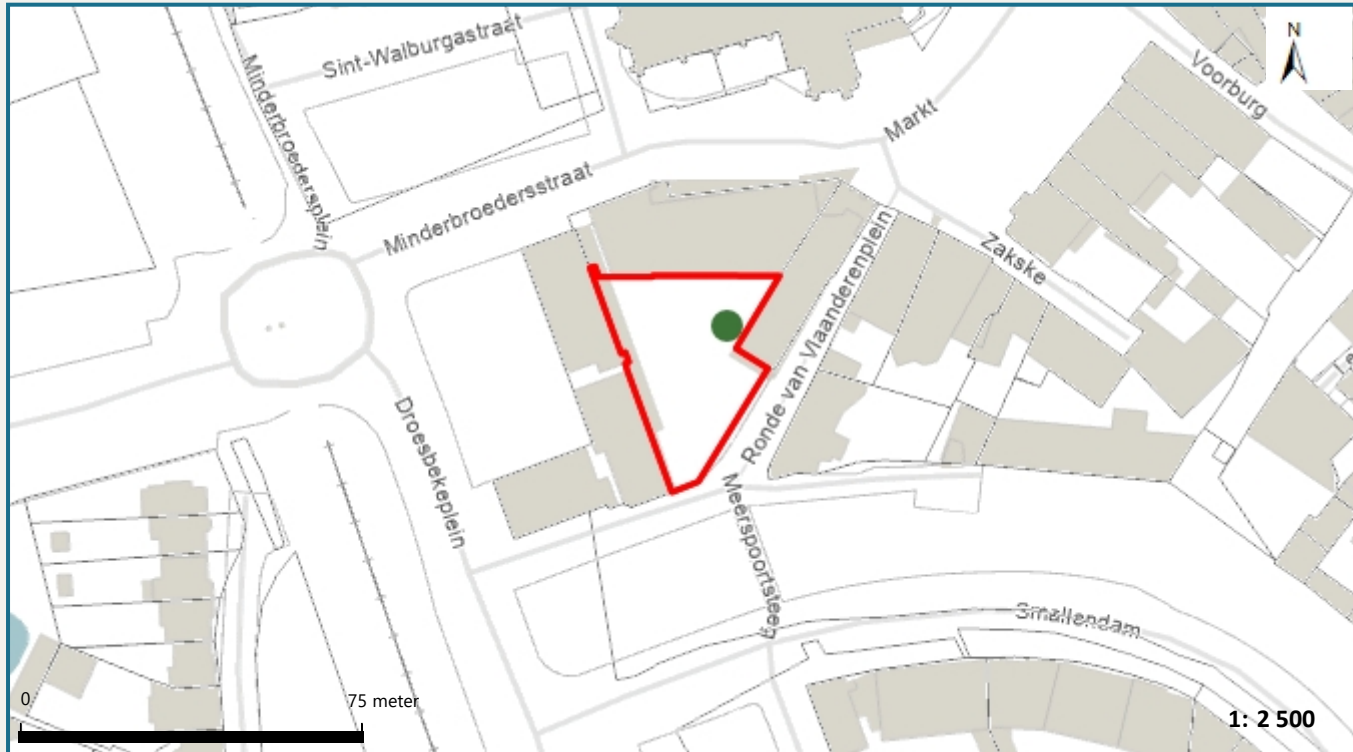 N
Sint-Walburgastraat
Minderbroedersplein
Voorburg
Markt
Minderbroedersstraat
Zakske
Ronde van Vlaanderenplein
Droesbekeplein
Meerspoortsteeg
Smallendam
0
75 meter
1: 2 500